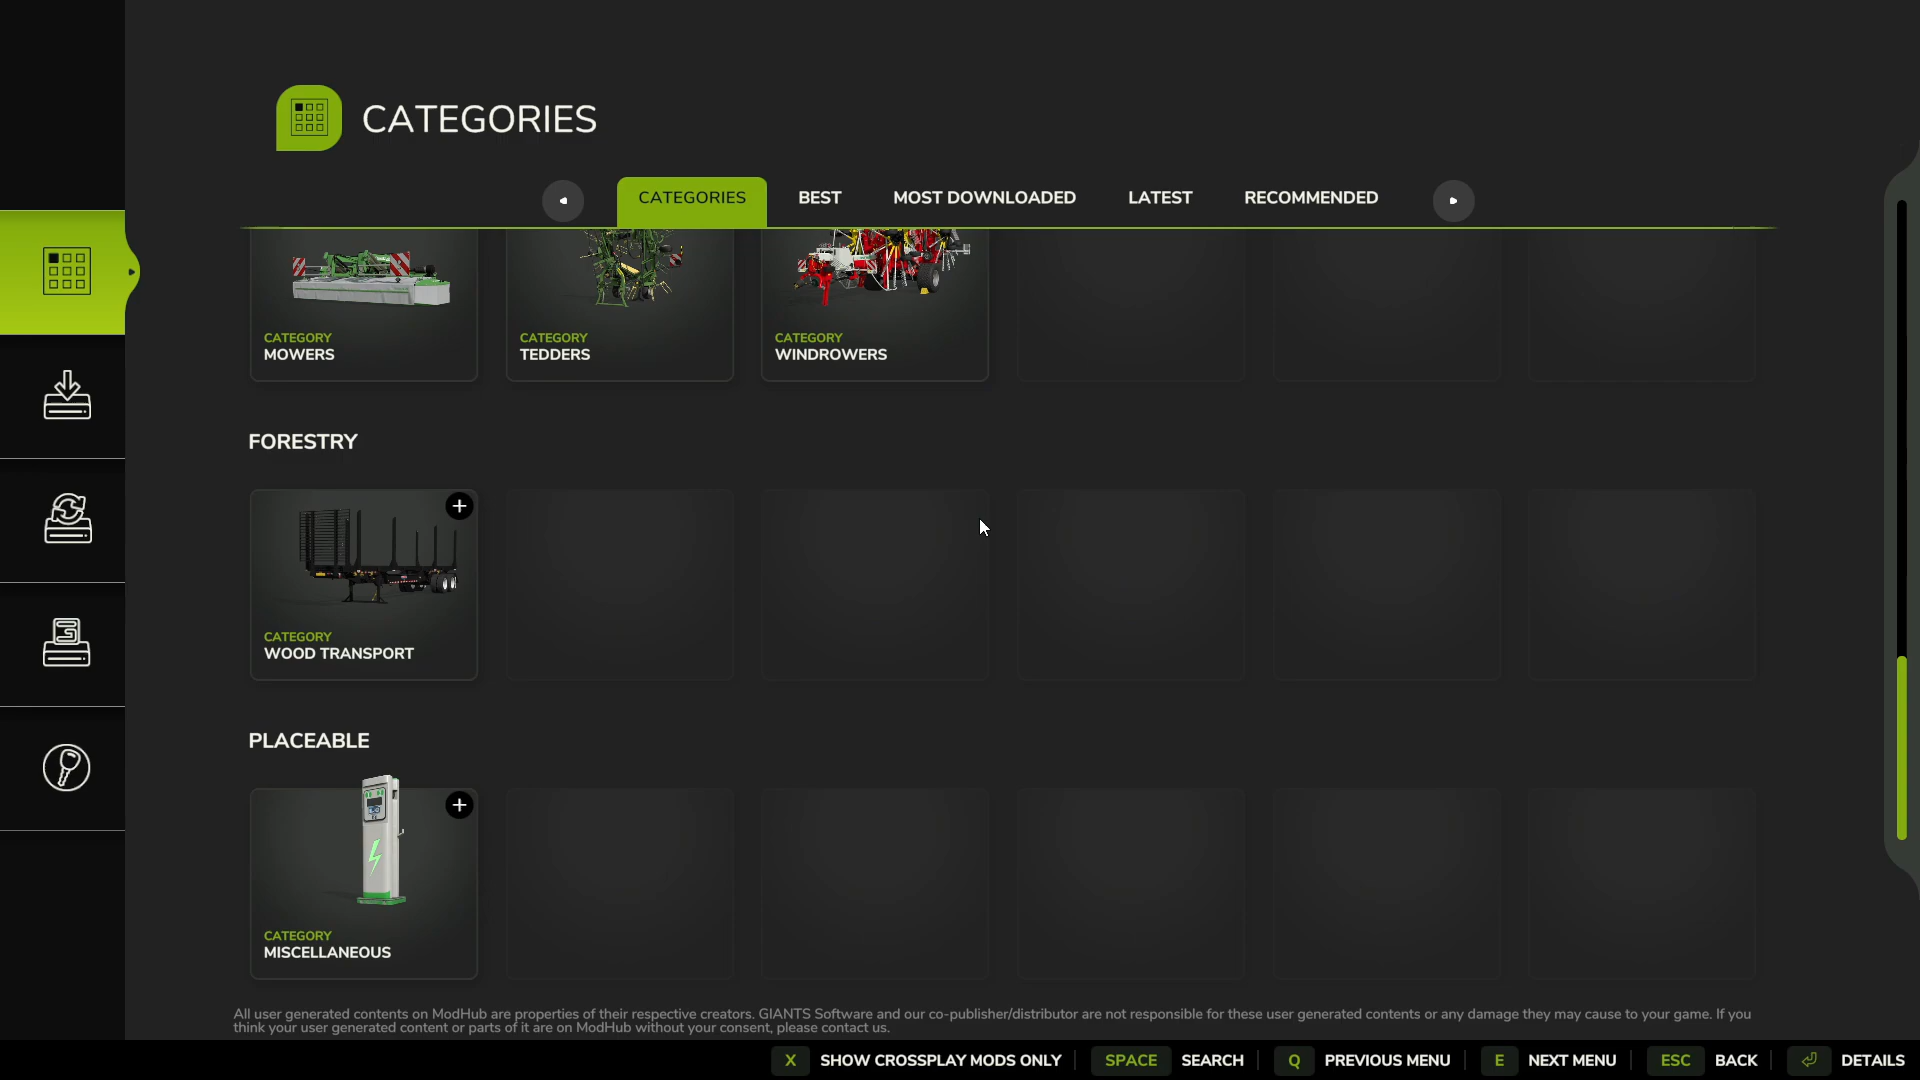 CATEGORIES
CATEGORIES BEST MOST DOWNLOADED LATEST RECOMMENDED
CATEGORY CATEGORY CATEGORY
MOWERS TEDDERS WINDROWERS
FORESTRY
CATEGORY
WOOD TRANSPORT
PLACEABLE
CATEGORY
MISCELLANEOUS
All user generated contents on ModHub are properties of their respective creators. GIANTS Software and our co-publisher/distributor are not responsible for these user generated contents or any damage they may cause to your game. If you
think your user generated content or parts of it are on ModHub without your consent, please contact us.
X SHOW CROSSPLAY MODS ONLY SPACE SEARCH Q PREVIOUS MENU E NEXT MENU ESC BACK DETAILS